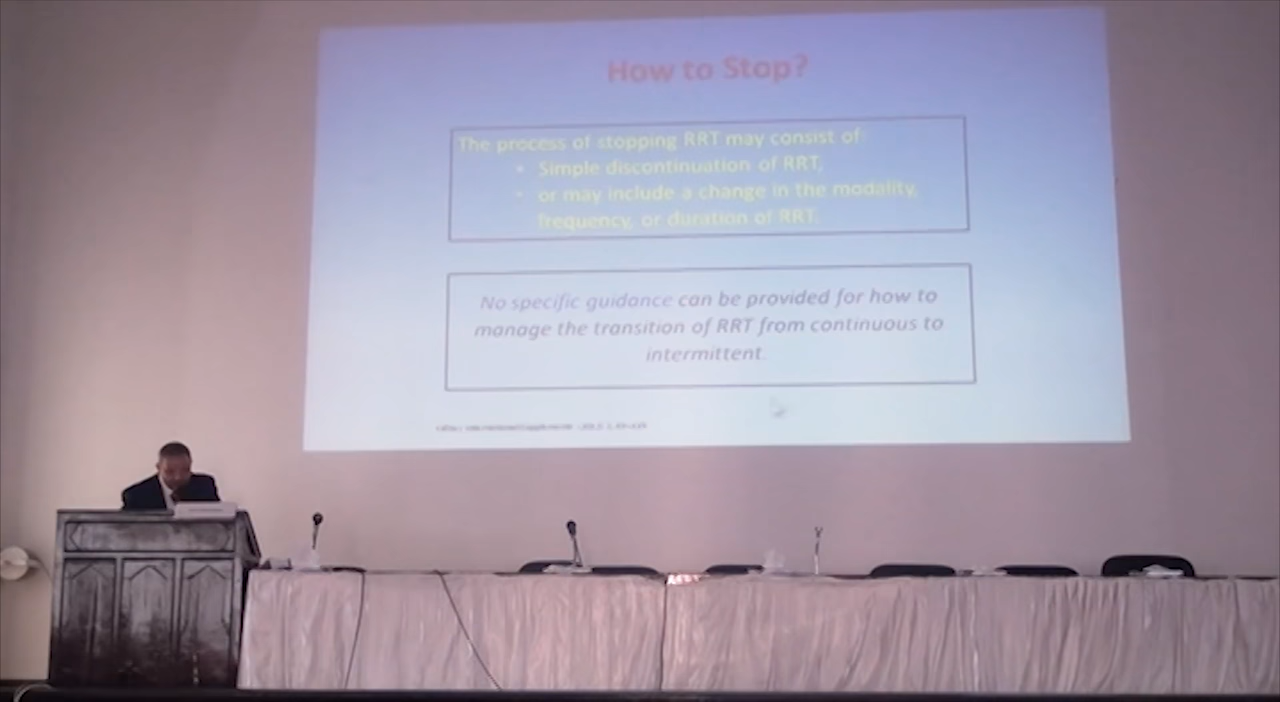 How to Stop?
The process of stopping RRT may consist of:
• Simple discontinuation of RRT,
• or may include a change in the modality,
frequency, or duration of RRT.
No specific guidance can be provided for how to
manage the transition of RRT from continuous to
intermittent.